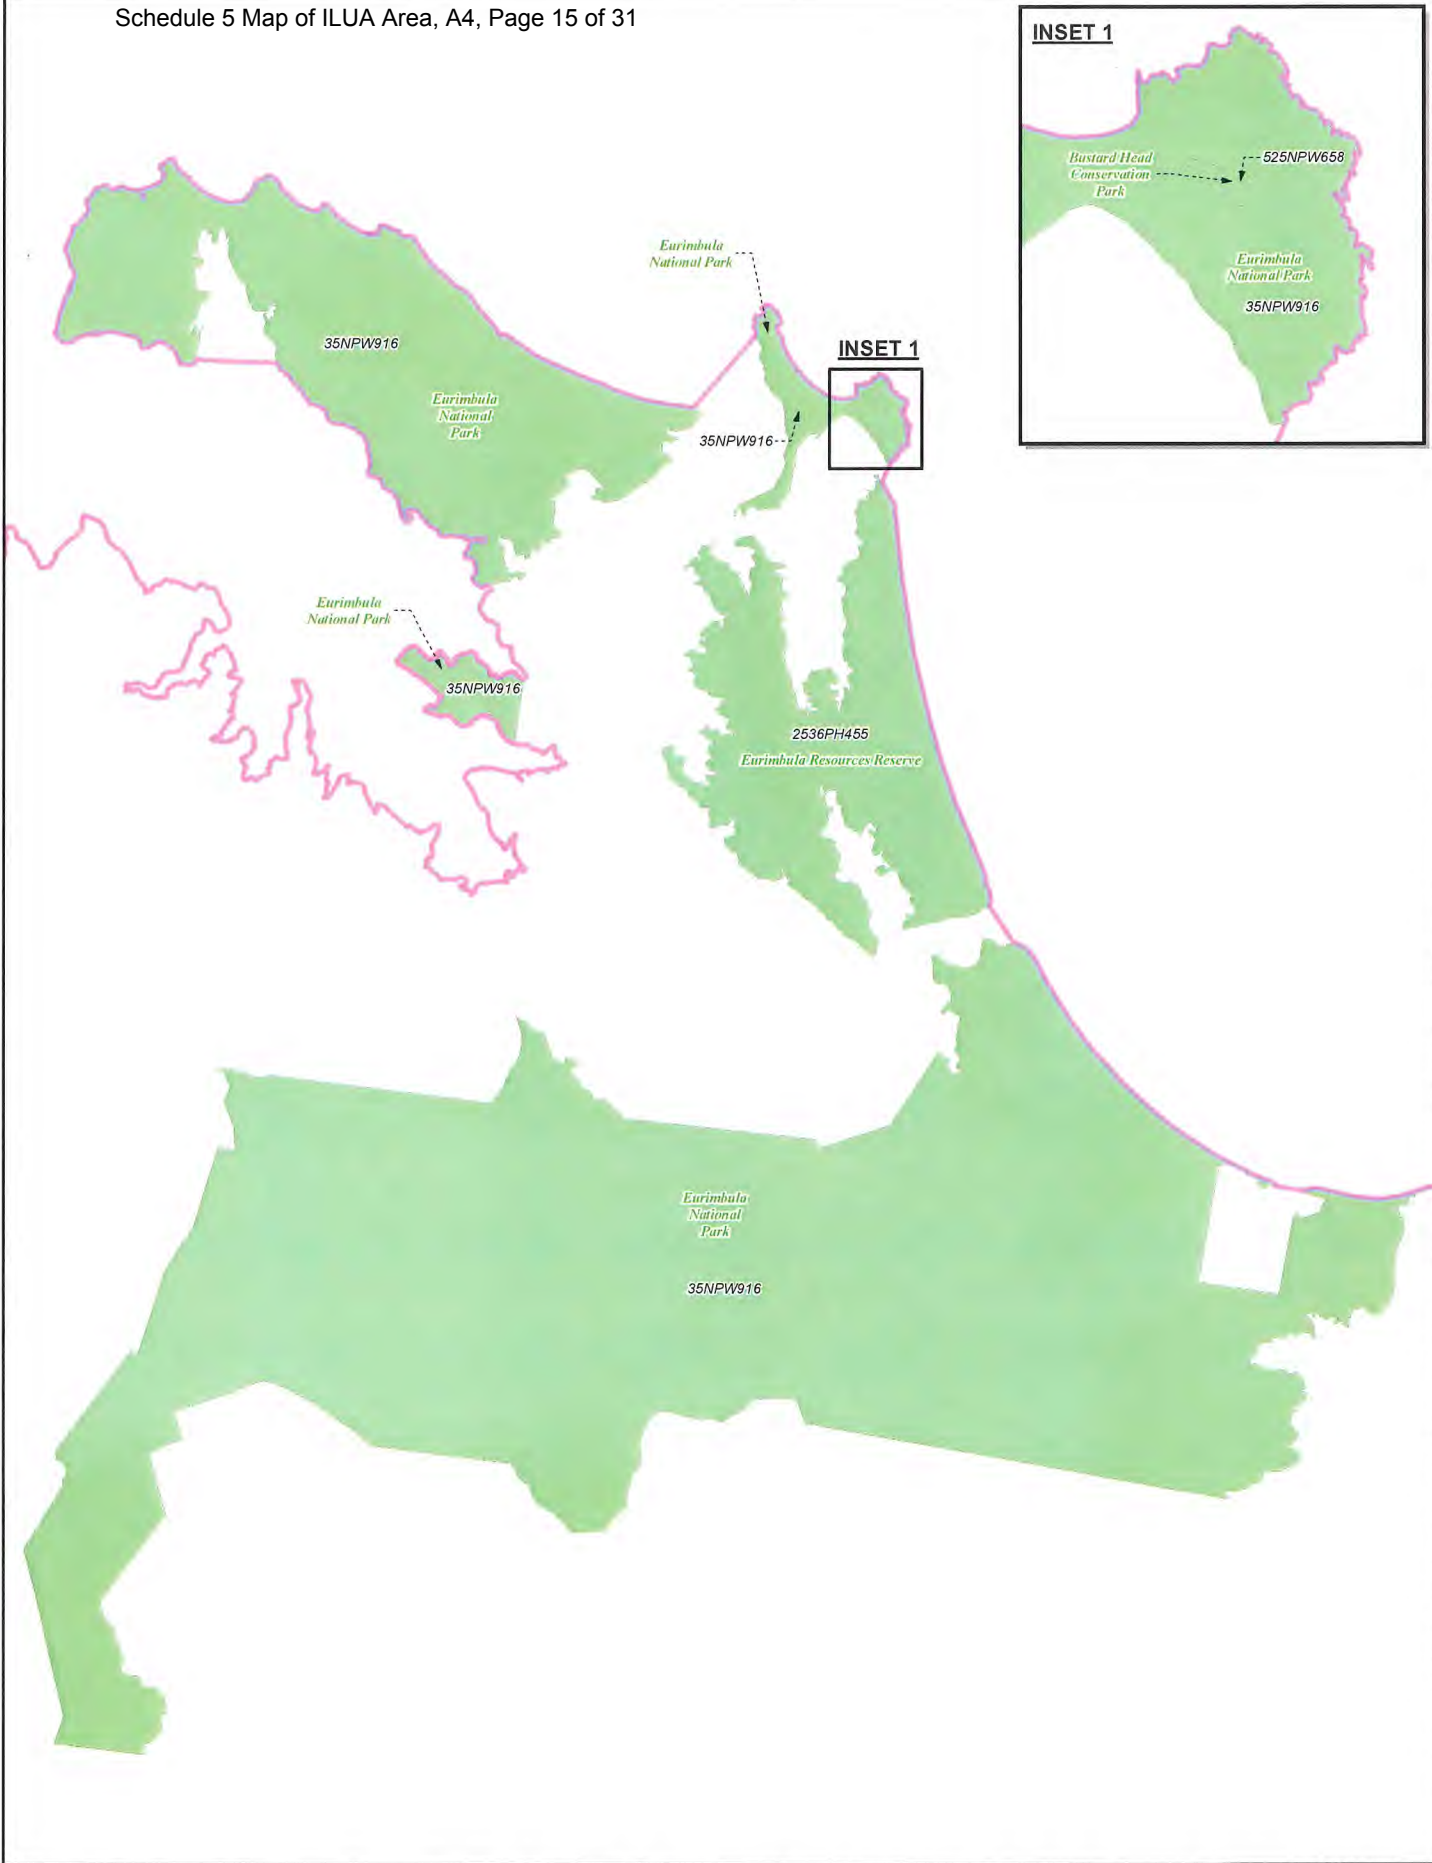 Schedule 5 Map of ILUA Area, A4, Page 15 of 31
INSET 1
Bustard Head
Conservation
Park
525NPW658
Eurimbula
National Park
35NPW916
Eurimbula
National Park
INSET 1
35NPW916
Eurimbula
National
Park
35NPW916
Eurimbula
National Park
35NPW916
2536PH455
Eurimbula Resources Reserve
Eurimbula
National
Park
35NPW916